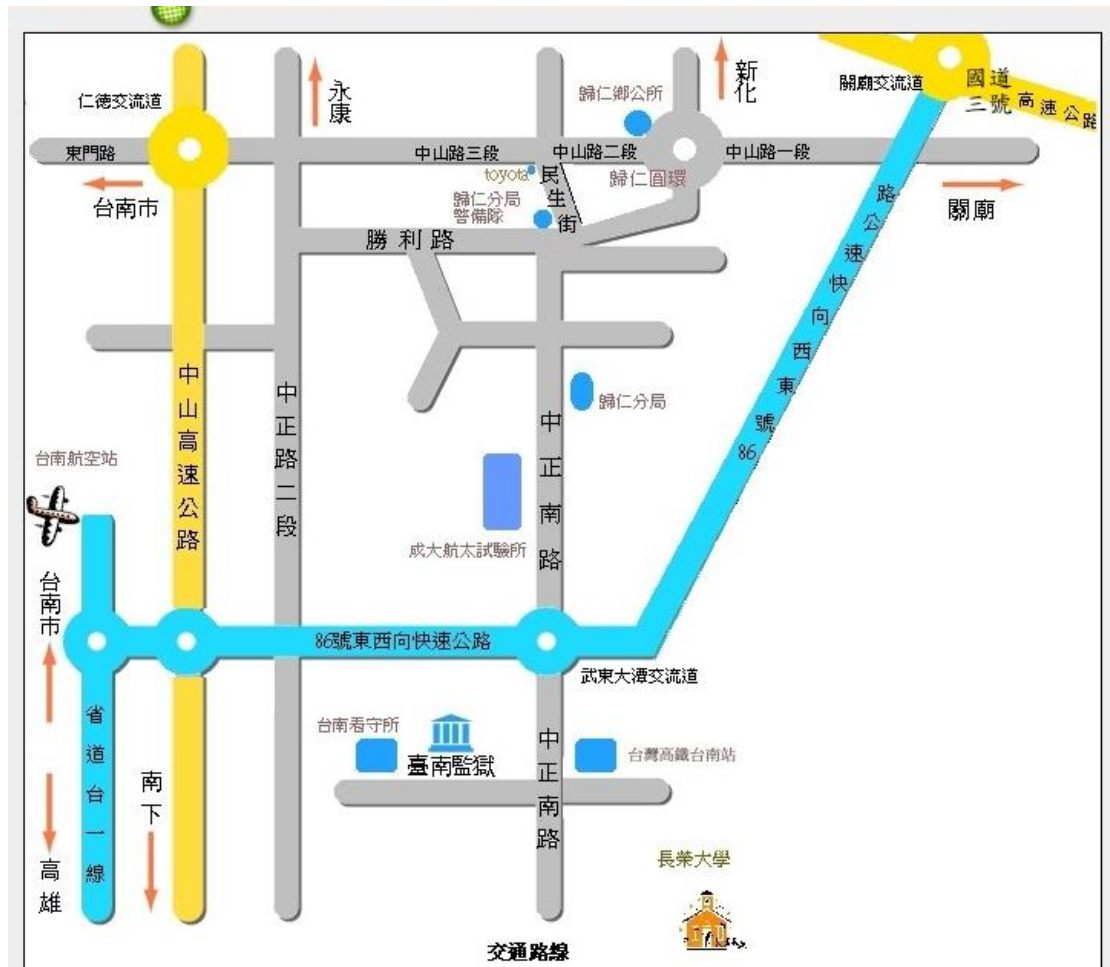 仁德交流道
永康
新化
歸仁鄉公所
關廟交流道
國道
三號
高速公路
東門路
中山路三段
中山路二段
中山路一段
台南市
toyota
民生街
歸仁圓環
關廟
歸仁分局
警備隊
勝利路
86號東西向快速公路
中山高速公路
中正路二段
中正南路
歸仁分局
台南航空站
成大航太試驗所
台南市
86號東西向快速公路
武東大潭交流道
省道台一線
南下
台南看守所
臺南監獄
中正南路
台灣高鐵台南站
高雄
長榮大學
交通路線